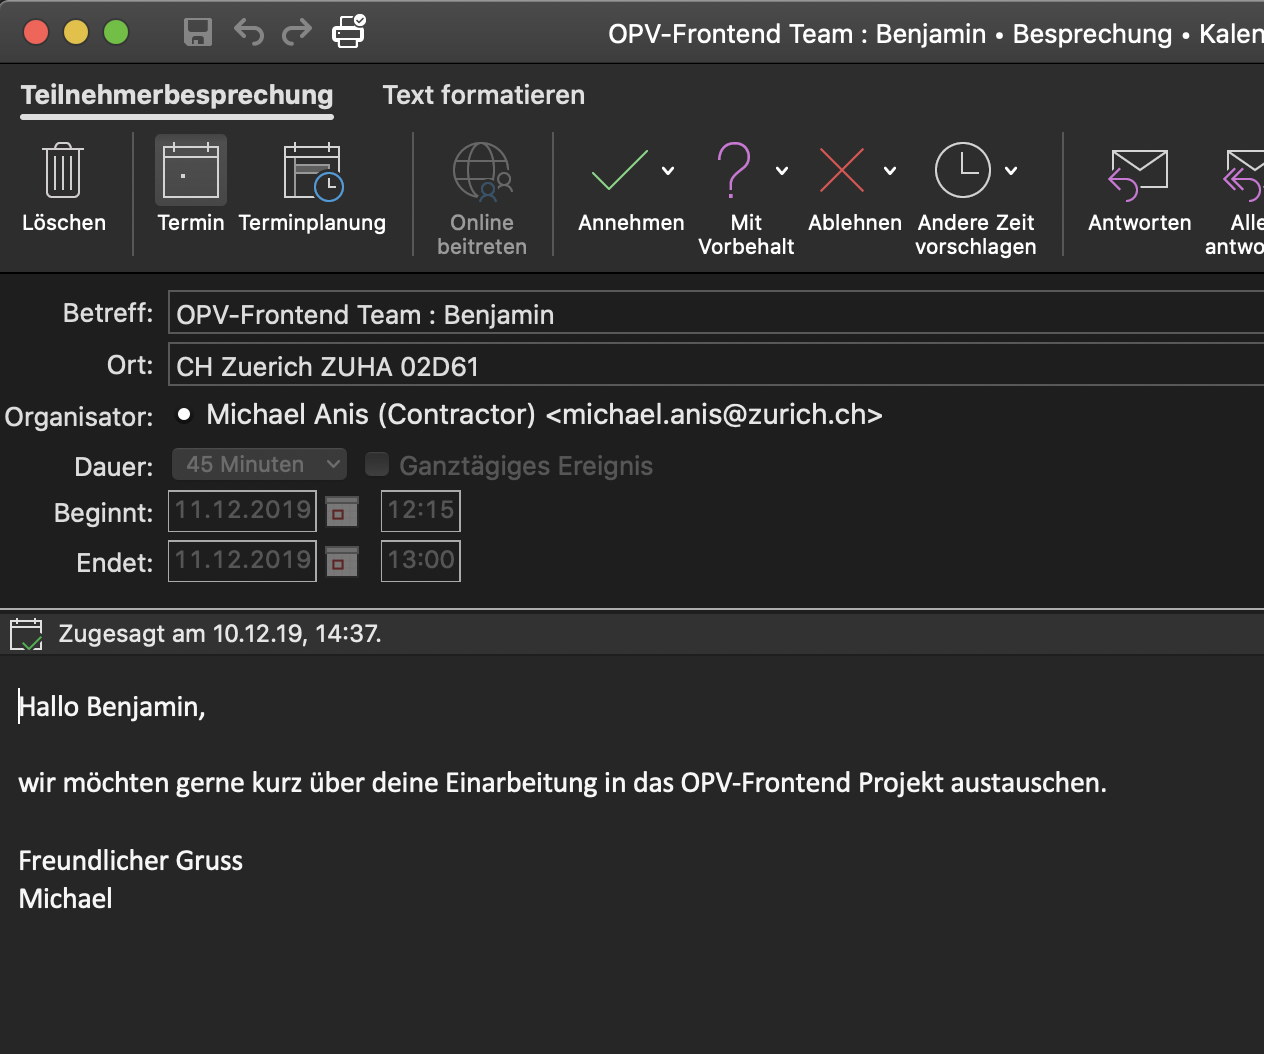 OPV-Frontend Team : Benjamin • Besprechung • Kalen
Teilnehmerbesprechung Text formatieren
Löschen Termin Terminplanung Online beitreten Annehmen Mit Vorbehalt Ablehnen Andere Zeit vorschlagen Antworten Alle antwo
Betreff: OPV-Frontend Team : Benjamin
Ort: CH Zuerich ZUHA 02D61
Organisator: Michael Anis (Contractor) <michael.anis@zurich.ch>
Dauer: 45 Minuten Ganztägiges Ereignis
Beginnt: 11.12.2019 12:15
Endet: 11.12.2019 13:00
Zugesagt am 10.12.19, 14:37.
Hallo Benjamin,
wir möchten gerne kurz über deine Einarbeitung in das OPV-Frontend Projekt austauschen.
Freundlicher Gruss
Michael